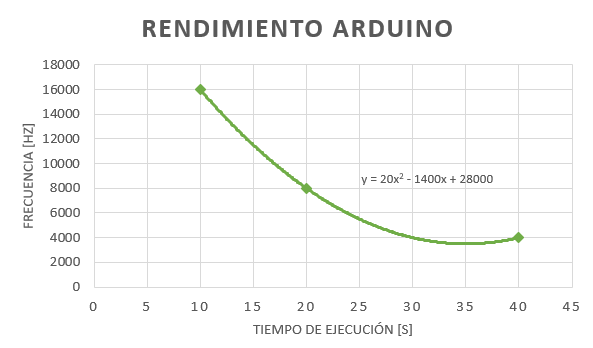 RENDIMIENTO ARDUINO
18000
16000
14000
12000
10000
8000
6000
4000
2000
0
FRECUENCIA [HZ]
y = 20x² - 1400x + 28000
0 5 10 15 20 25 30 35 40 45
TIEMPO DE EJECUCIÓN [S]